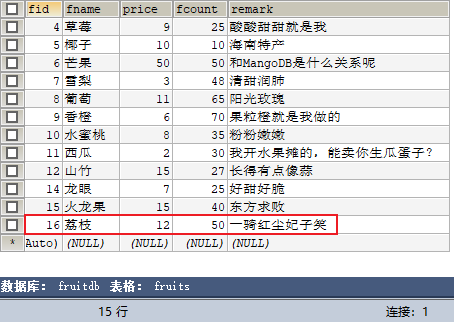 fid fname price fcount remark
4 草莓 9 25 酸酸甜甜就是我
5 椰子 10 10 海南特产
6 芒果 50 50 和MangoDB是什么关系呢
7 雪梨 3 48 清甜润肺
8 葡萄 11 65 阳光玫瑰
9 香橙 6 70 果粒橙就是我做的
10 水蜜桃 8 35 粉粉嫩嫩
11 西瓜 2 30 我开水果摊的，能卖你生瓜蛋子？
12 山竹 15 27 长得有点像蒜
14 龙眼 7 25 好甜好脆
15 火龙果 15 40 东方求败
16 荔枝 12 50 一骑红尘妃子笑
* Auto) (NULL) (NULL) (NULL) (NULL)
数据库： fruitdb 表格： fruits
15 行 连接：1